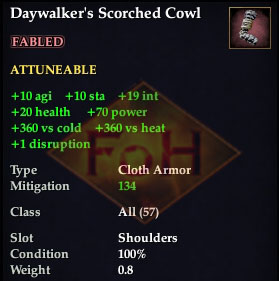 Daywalker's Scorched Cowl
FABLED
ATTUNEABLE
+10 agi +10 sta +19 int
+20 health +70 power
+360 vs cold +360 vs heat
+1 disruption
Type Cloth Armor
Mitigation 134
Class All (57)
Slot Shoulders
Condition 100%
Weight 0.8
FoH